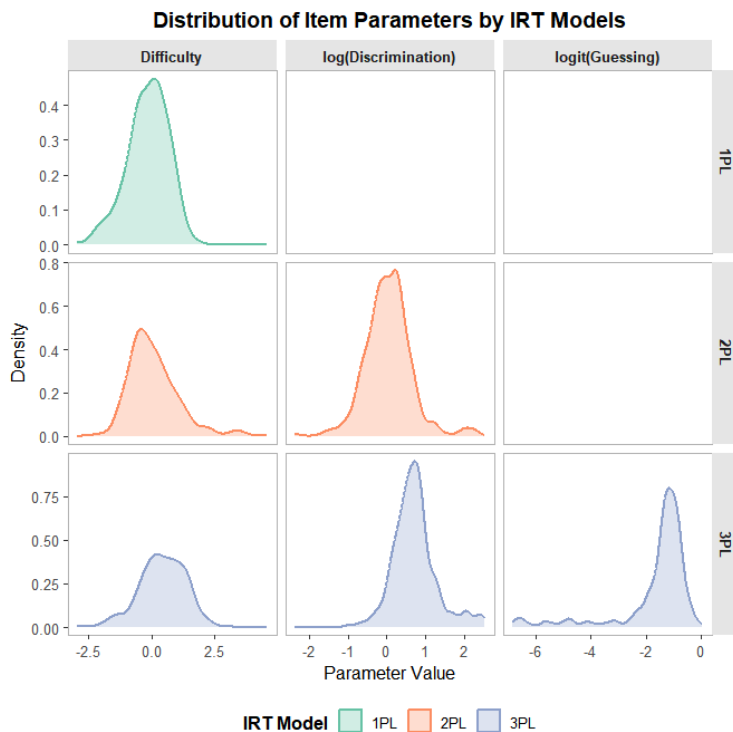 Distribution of Item Parameters by IRT Models
Difficulty
log(Discrimination)
logit(Guessing)
0.4
0.3
0.2
0.1
0.0
1PL
0.8
0.6
0.4
0.2
0.0
2PL
Density
0.75
0.50
0.25
0.00
3PL
-2.5 0.0 2.5
-2 -1 0 1 2
-6 -4 -2 0
Parameter Value
IRT Model 1PL 2PL 3PL